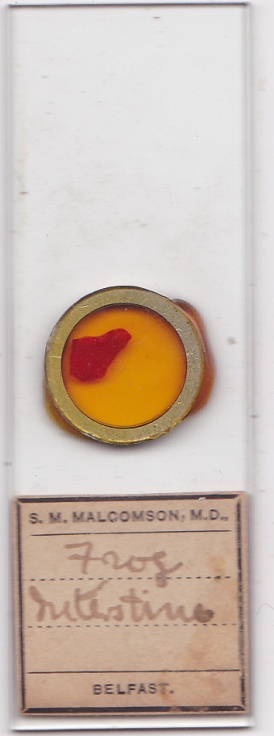 S. M. MALCOMSON, M.D.,
Frog
Intestine
BELFAST.